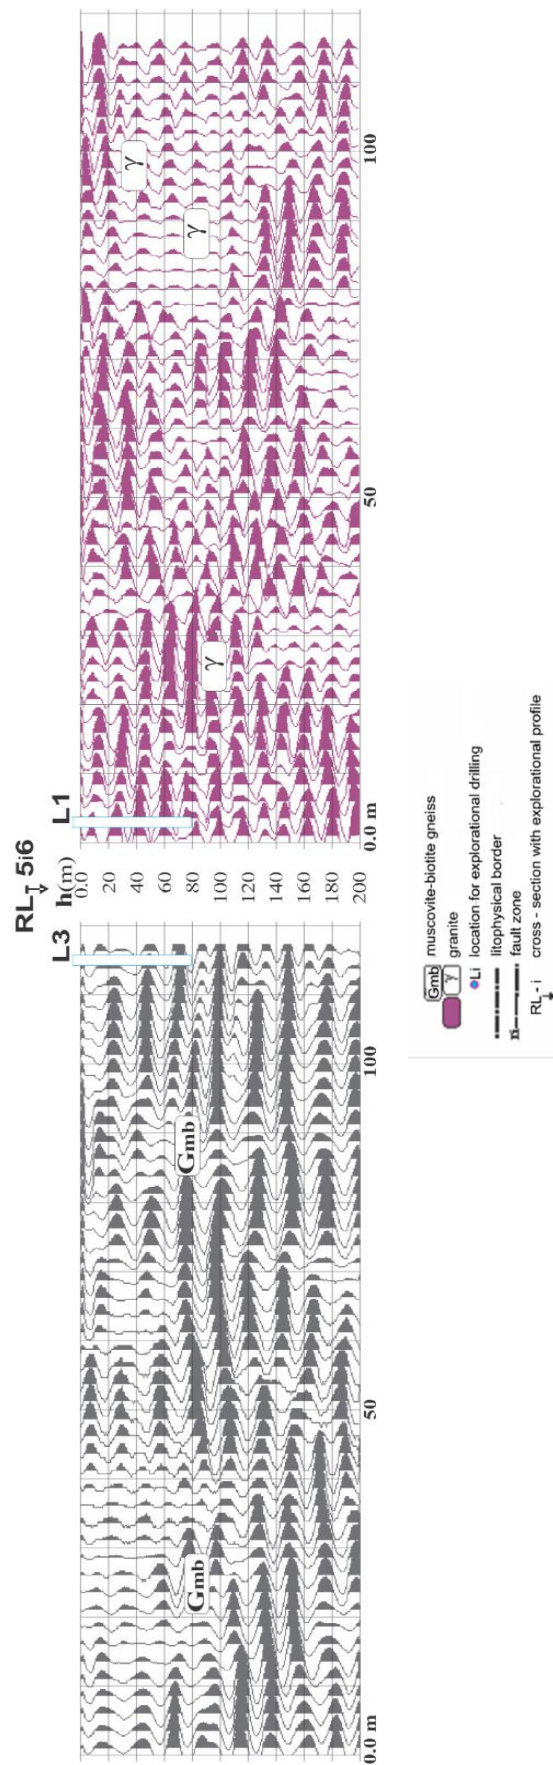 RL 5i6
L3
h(m)
L1
0.0
20
40
60
80
100
120
140
160
180
200
Gmb
Gmb
γ
γ
γ
0.0 m
50
100
0.0 m
50
100
Gmb muscovite-biotite gneiss
γ granite
Li location for explorational drilling
litophysical border
fault zone
RL - i cross - section with explorational profile